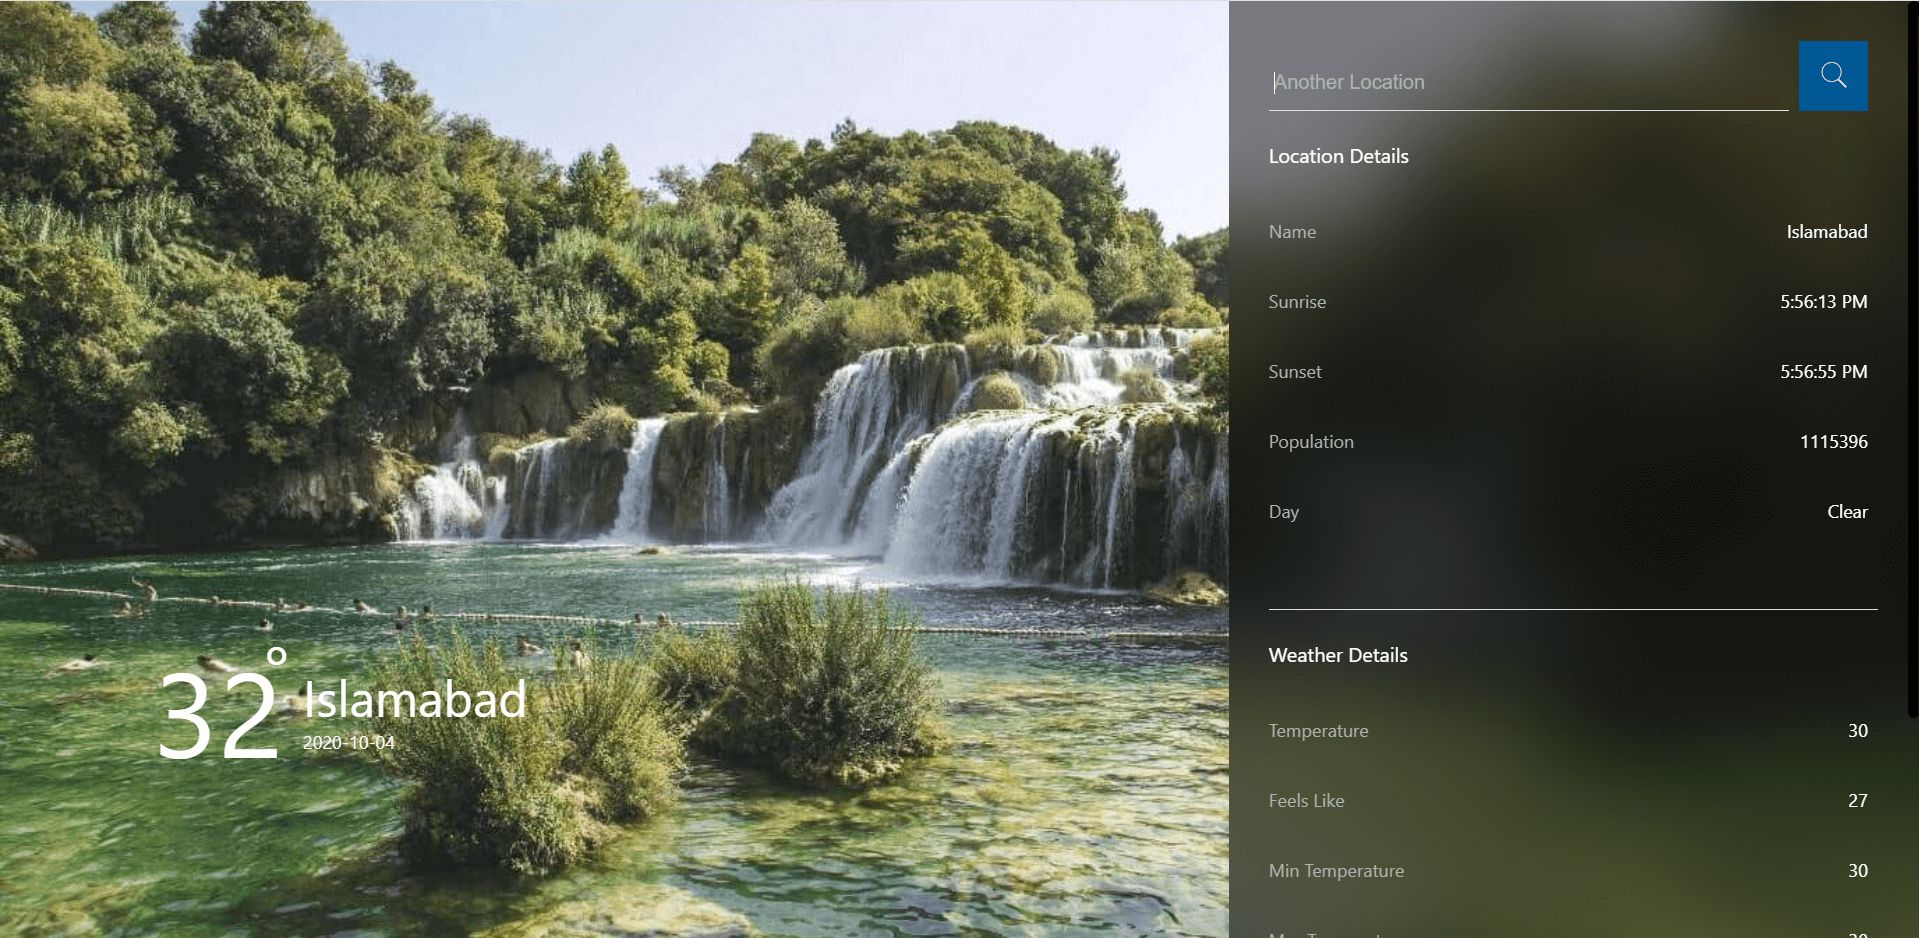 Another Location
Location Details
Name Islamabad
Sunrise 5:56:13 PM
Sunset 5:56:55 PM
Population 1115396
Day Clear
32° Islamabad
2020-10-04
Weather Details
Temperature 30
Feels Like 27
Min Temperature 30